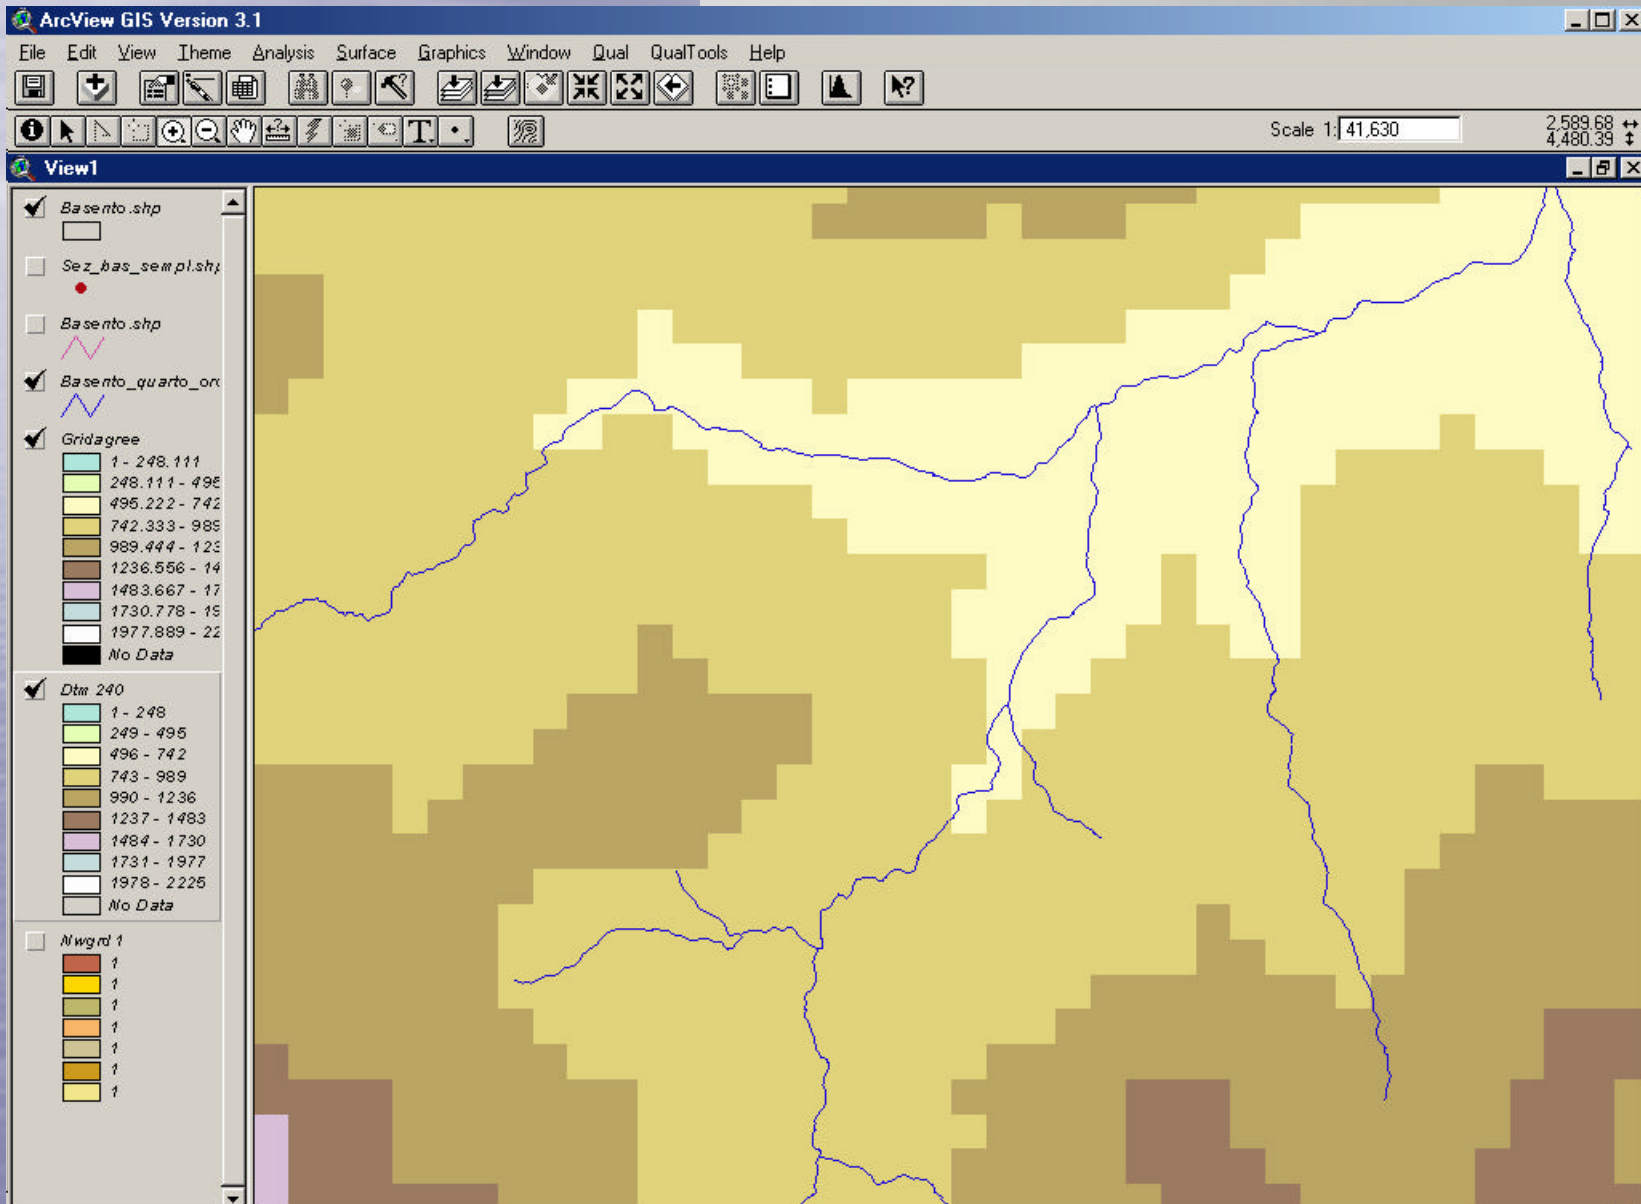 ArcView GIS Version 3.1
File Edit View Theme Analysis Surface Graphics Window Qual QualTools Help
Scale 1: 41,630
2,589.68
4,480.39
View1
Basento.shp
Sez_bas_sempl.shp
Basento.shp
Basento_quarto_orc
Gridagree
1 - 248.111
248.111 - 495
495.222 - 742
742.333 - 989
989.444 - 123
1236.556 - 14
1483.667 - 17
1730.778 - 19
1977.889 - 22
No Data
Dtm 240
1 - 248
249 - 495
496 - 742
743 - 989
990 - 1236
1237 - 1483
1484 - 1730
1731 - 1977
1978 - 2225
No Data
Nwgrd 1
1
1
1
1
1
1
1